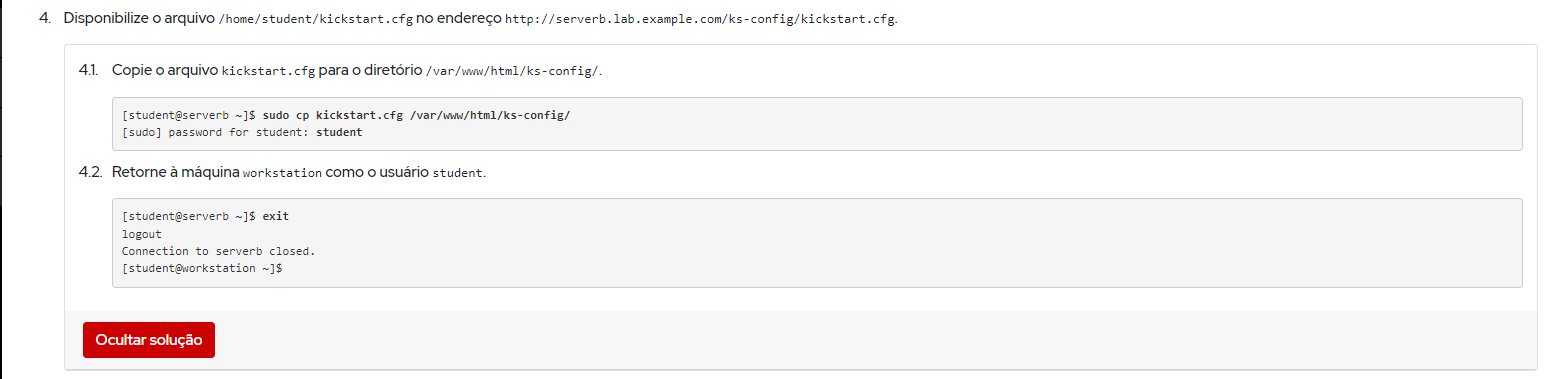 4. Disponibilize o arquivo /home/student/kickstart.cfg no endereço http://serverb.lab.example.com/ks-config/kickstart.cfg.
4.1. Copie o arquivo kickstart.cfg para o diretório /var/www/html/ks-config/.
[student@serverb ~]$ sudo cp kickstart.cfg /var/www/html/ks-config/
[sudo] password for student: student
4.2. Retorne à máquina workstation como o usuário student.
[student@serverb ~]$ exit
logout
Connection to serverb closed.
[student@workstation ~]$
Ocultar solução